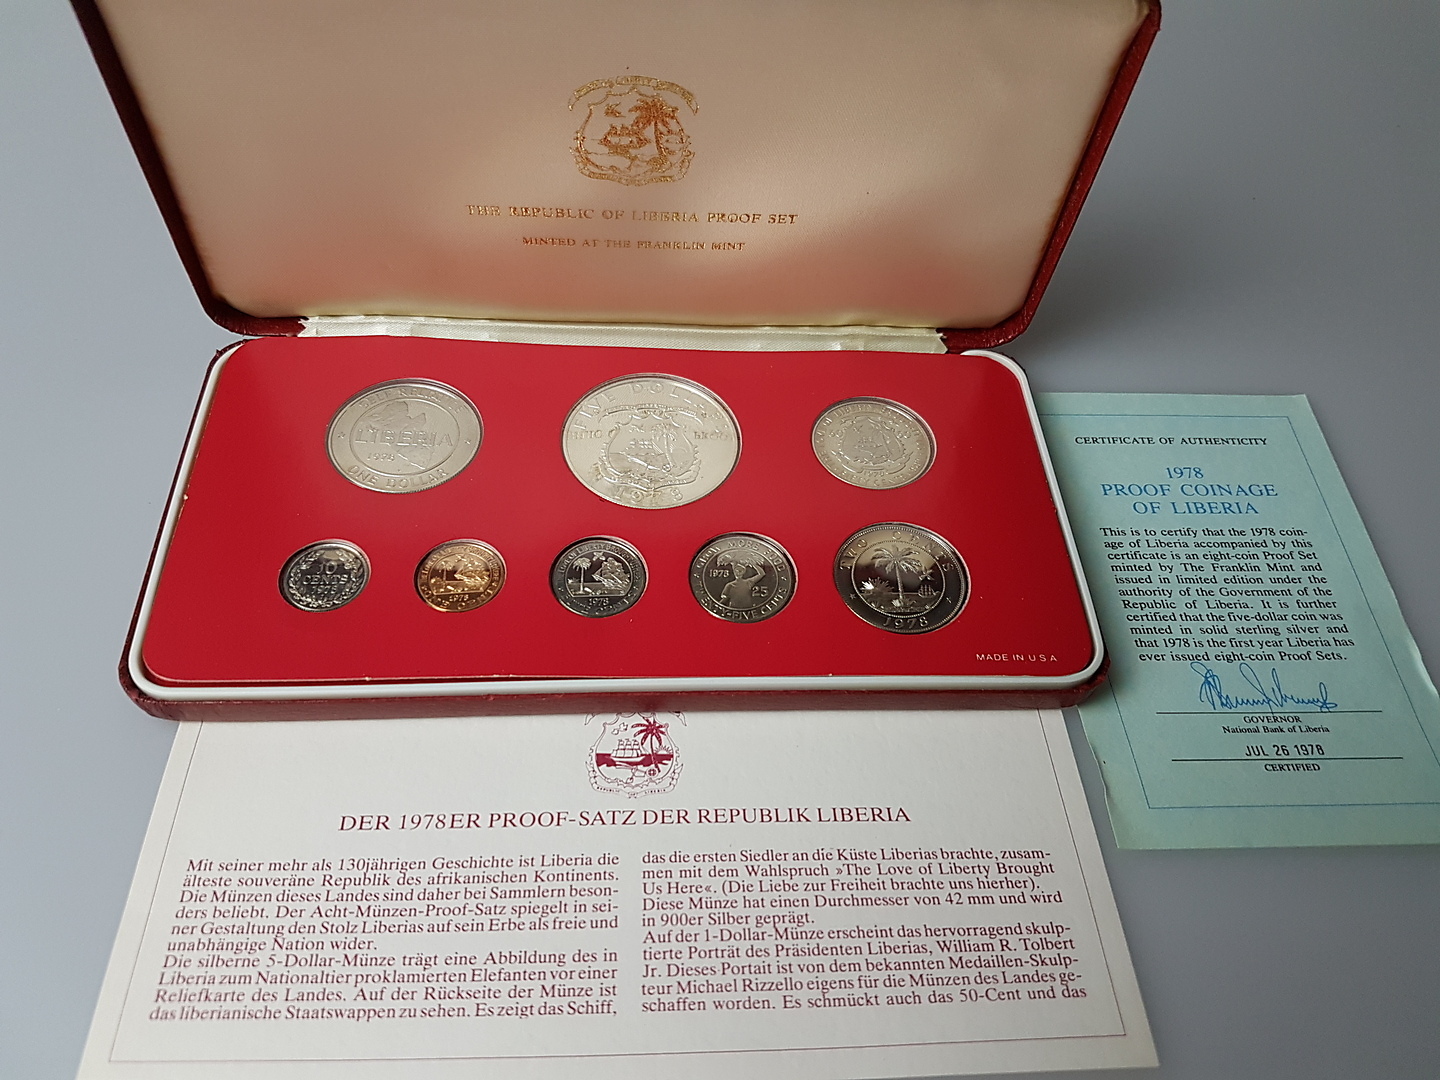 THE REPUBLIC OF LIBERIA PROOF SET
MINTED AT THE FRANKLIN MINT
SELF RELIANCE
LIBERIA
1978
ONE DOLLAR
FIVE DOLLARS
1978
10
CENTS
1978
1978
1978
GROW MORE FOOD
1978
25
TWENTY-FIVE CENTS
TWO CENTS
1978
MADE IN U S A
CERTIFICATE OF AUTHENTICITY
1978
PROOF COINAGE
OF LIBERIA
This is to certify that the 1978 coin-
age of Liberia accompanied by this
certificate is an eight-coin Proof Set
minted by The Franklin Mint and
issued in limited edition under the
authority of the Government of the
Republic of Liberia. It is further
certified that the five-dollar coin was
minted in solid sterling silver and
that 1978 is the first year Liberia has
ever issued eight-coin Proof Sets.
GOVERNOR
National Bank of Liberia
JUL 26 1978
CERTIFIED
DER 1978ER PROOF-SATZ DER REPUBLIK LIBERIA
Mit seiner mehr als 130jährigen Geschichte ist Liberia die
älteste souveräne Republik des afrikanischen Kontinents.
Die Münzen dieses Landes sind daher bei Sammlern beson-
ders beliebt. Der Acht-Münzen-Proof-Satz spiegelt in sei-
ner Gestaltung den Stolz Liberias auf sein Erbe als freie und
unabhängige Nation wider.
Die silberne 5-Dollar-Münze trägt eine Abbildung des in
Liberia zum Nationaltier proklamierten Elefanten vor einer
Reliefkarte des Landes. Auf der Rückseite der Münze ist
das liberianische Staatswappen zu sehen. Es zeigt das Schiff,
das die ersten Siedler an die Küste Liberias brachte, zusam-
men mit dem Wahlspruch »The Love of Liberty Brought
Us Here«. (Die Liebe zur Freiheit brachte uns hierher).
Diese Münze hat einen Durchmesser von 42 mm und wird
in 900er Silber geprägt.
Auf der 1-Dollar-Münze erscheint das hervorragend skulp-
tierte Porträt des Präsidenten Liberias, William R. Tolbert
Jr. Dieses Portait ist von dem bekannten Medaillen-Skulp-
teur Michael Rizzello eigens für die Münzen des Landes ge-
schaffen worden. Es schmückt auch das 50-Cent und das